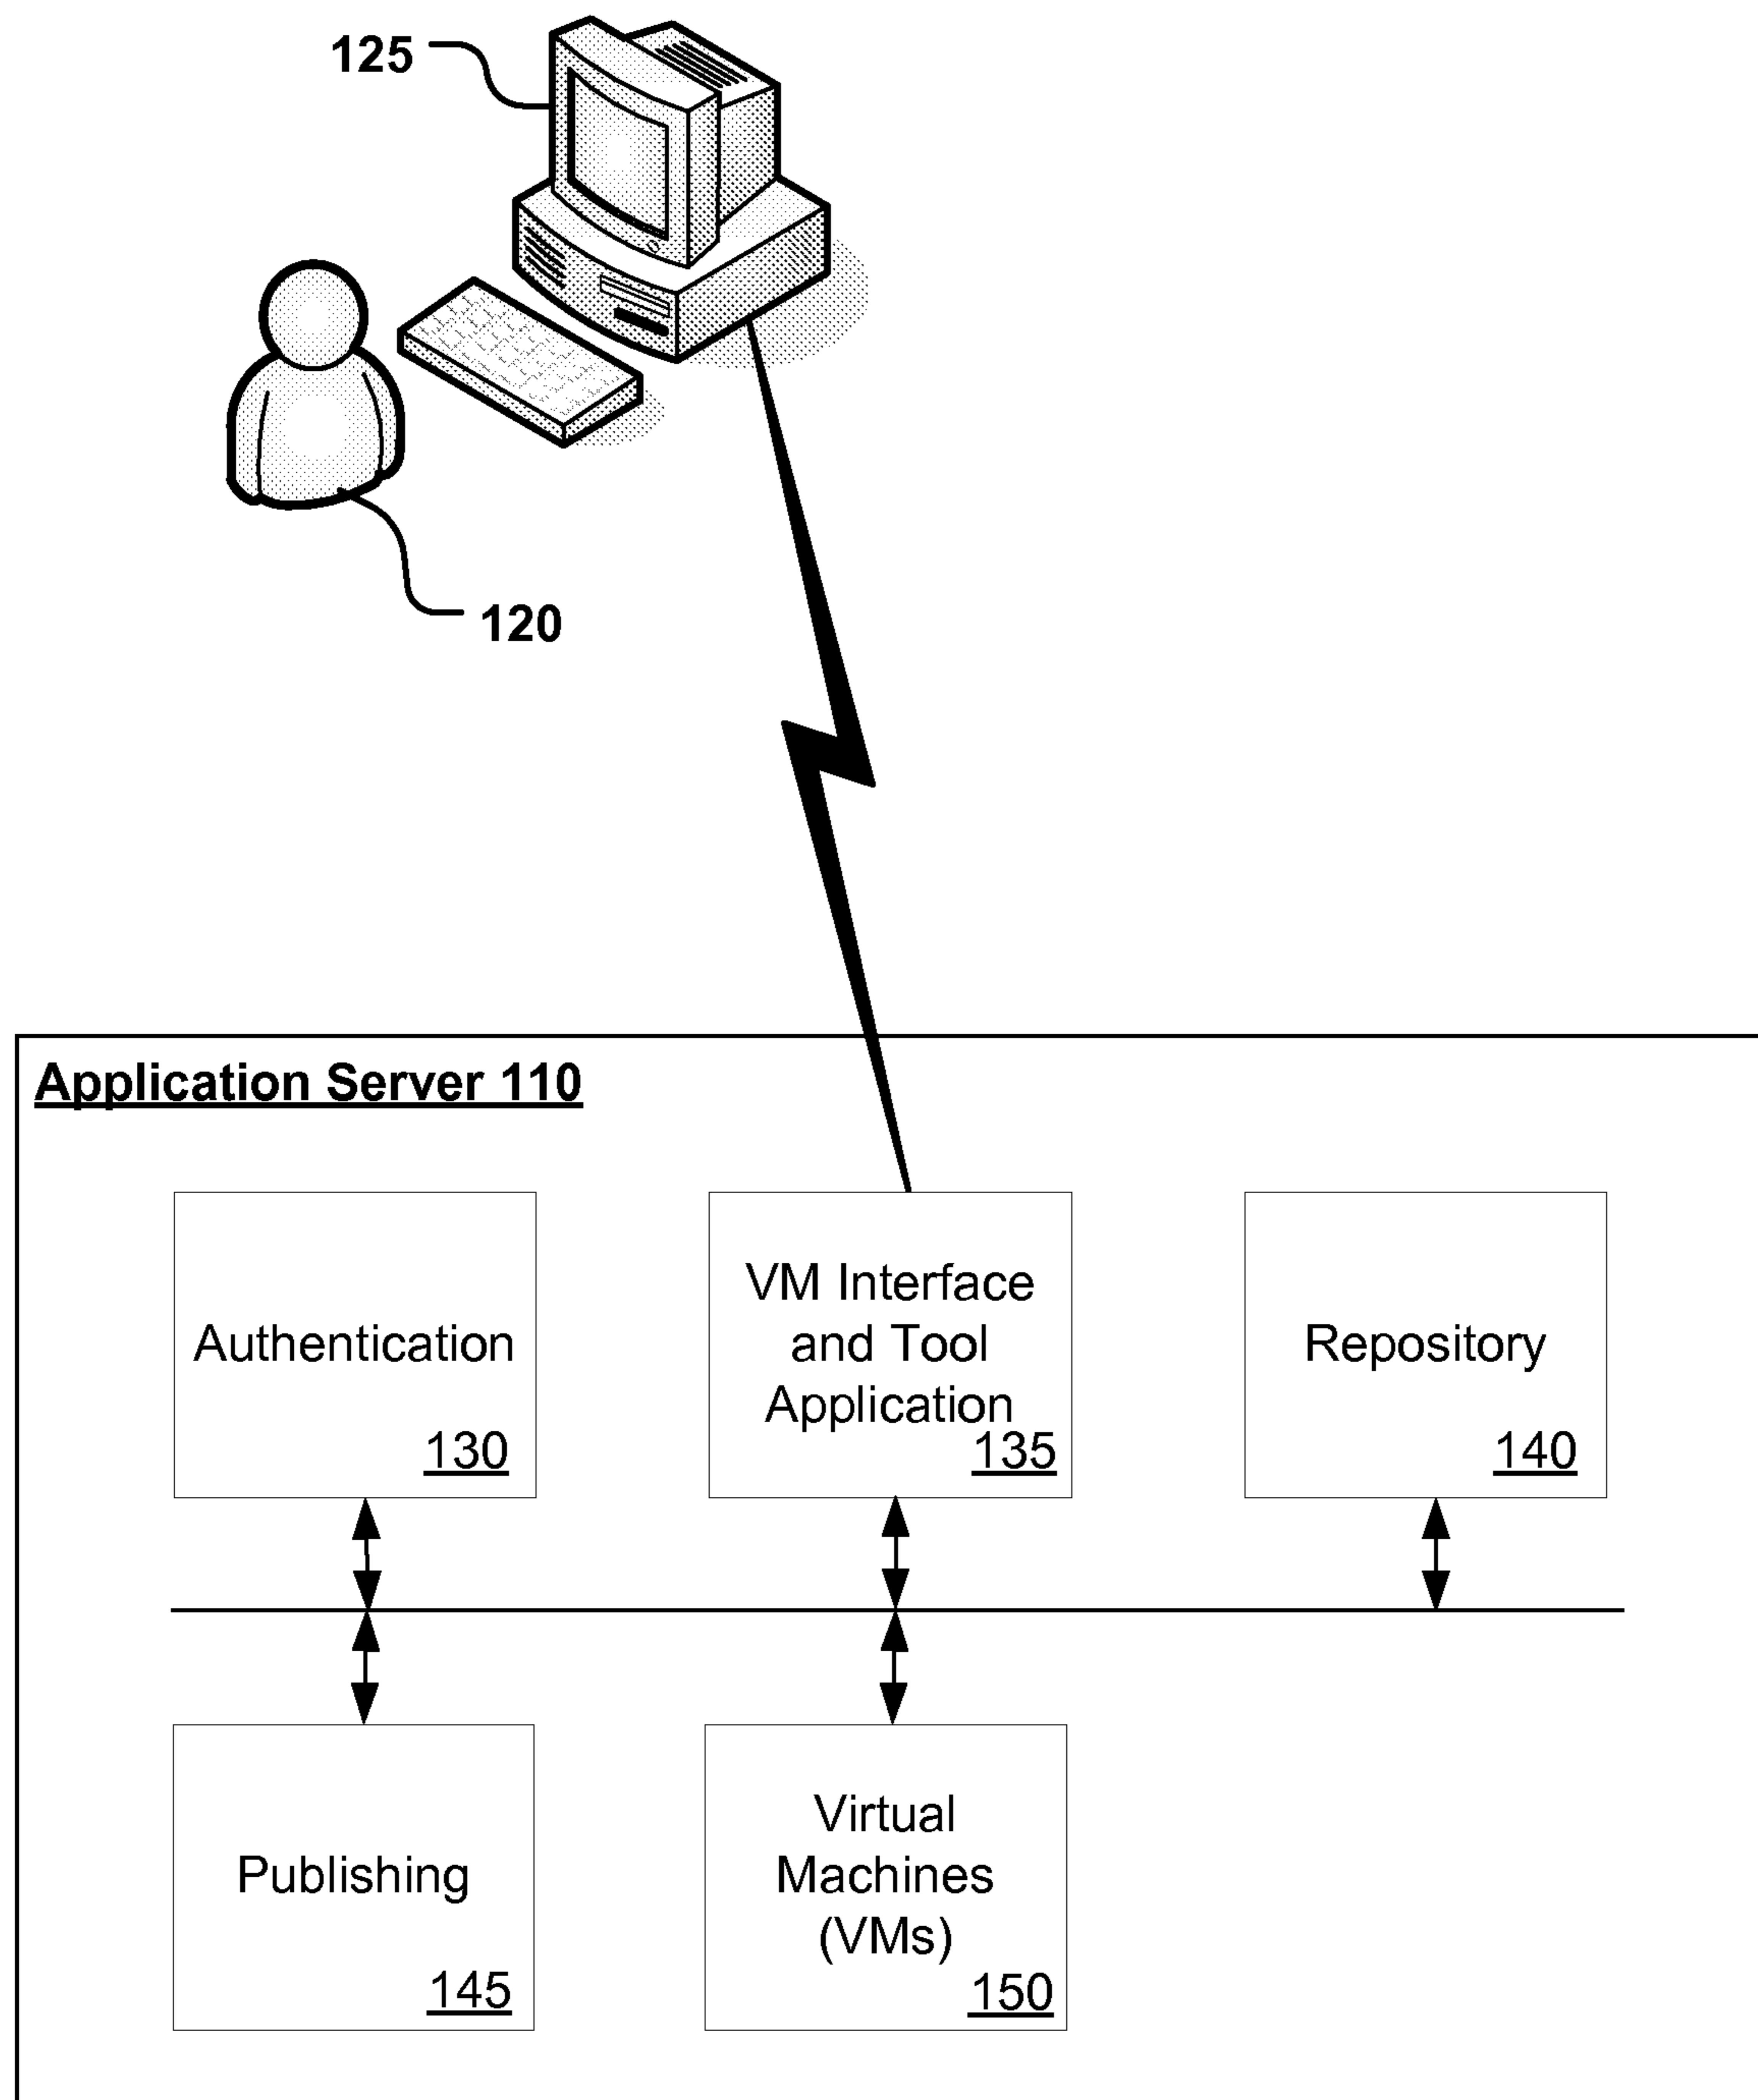 125
120
Application Server 110
Authentication
130
VM Interface
and Tool
Application
135
Repository
140
Publishing
145
Virtual
Machines
(VMs)
150